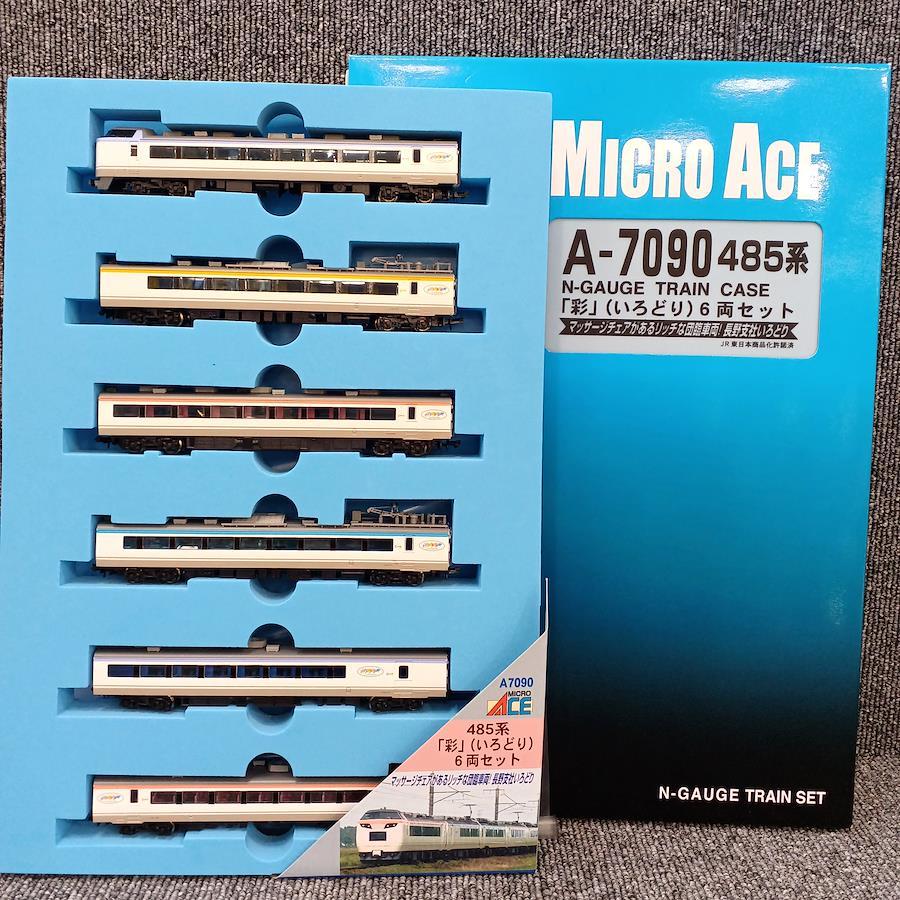 MICRO ACE
A-7090 485系
N-GAUGE TRAIN CASE
「彩」(いろどり)6両セット
マッサージチェアがあるリッチな団臨車両!長野支社いろどり
JR東日本商品化許諾済
N-GAUGE TRAIN SET
A7090
MICRO
ACE
485系
「彩」(いろどり)
6両セット
マッサージチェアがあるリッチな団臨車両!長野支社いろどり